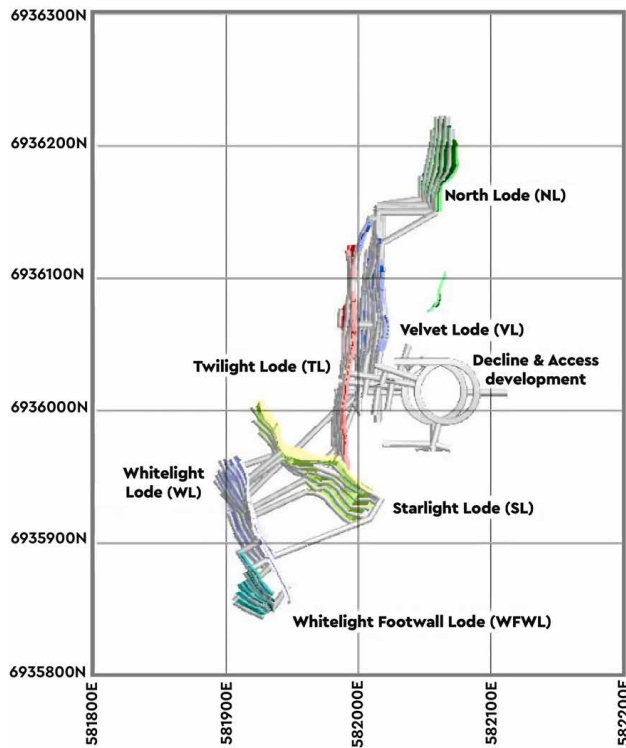 6936300N
6936200N
North Lode (NL)
6936100N
Velvet Lode (VL)
Twilight Lode (TL)
Decline & Access
development
6936000N
Whitelight
Lode (WL)
Starlight Lode (SL)
6935900N
Whitelight Footwall Lode (WFWL)
6935800N
581800E
581900E
582000E
582100E
582200E